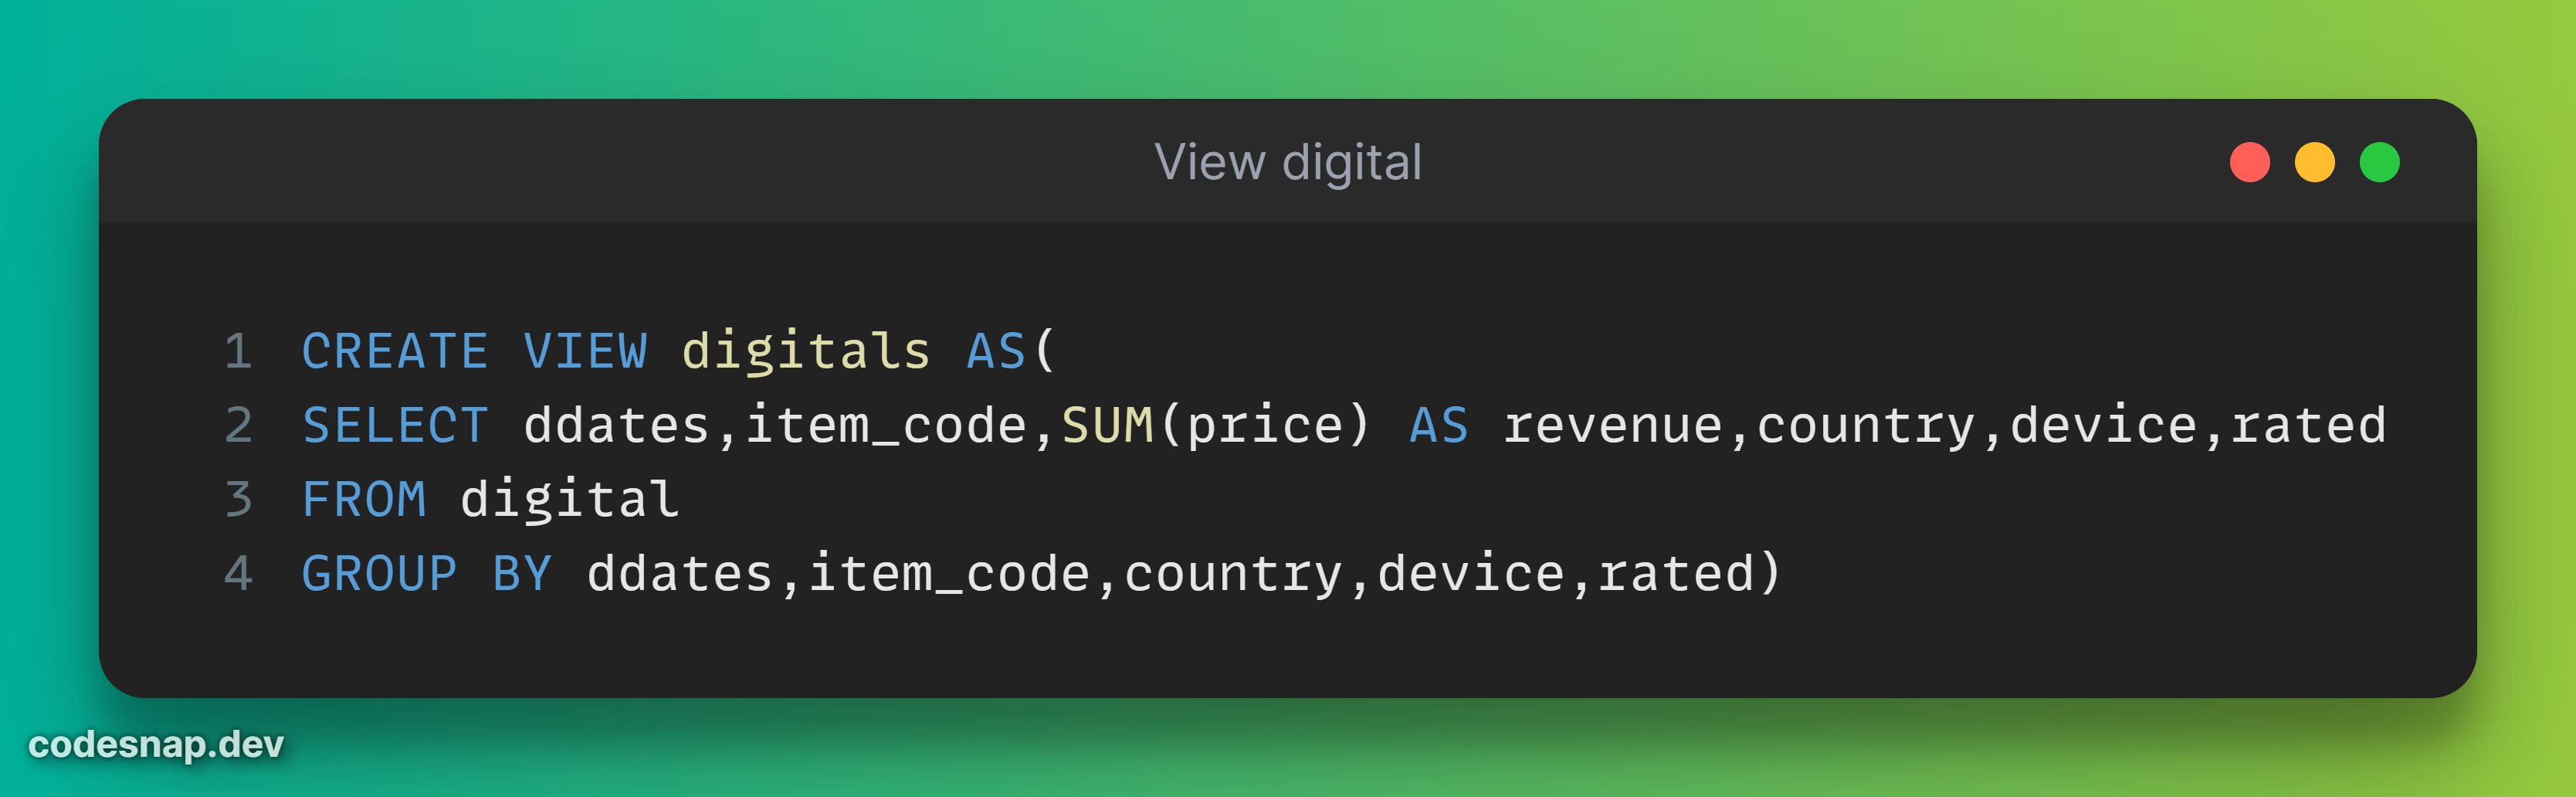 View digital
1 CREATE VIEW digitals AS(
2 SELECT ddates,item_code,SUM(price) AS revenue,country,device,rated
3 FROM digital
4 GROUP BY ddates,item_code,country,device,rated)
codesnap.dev